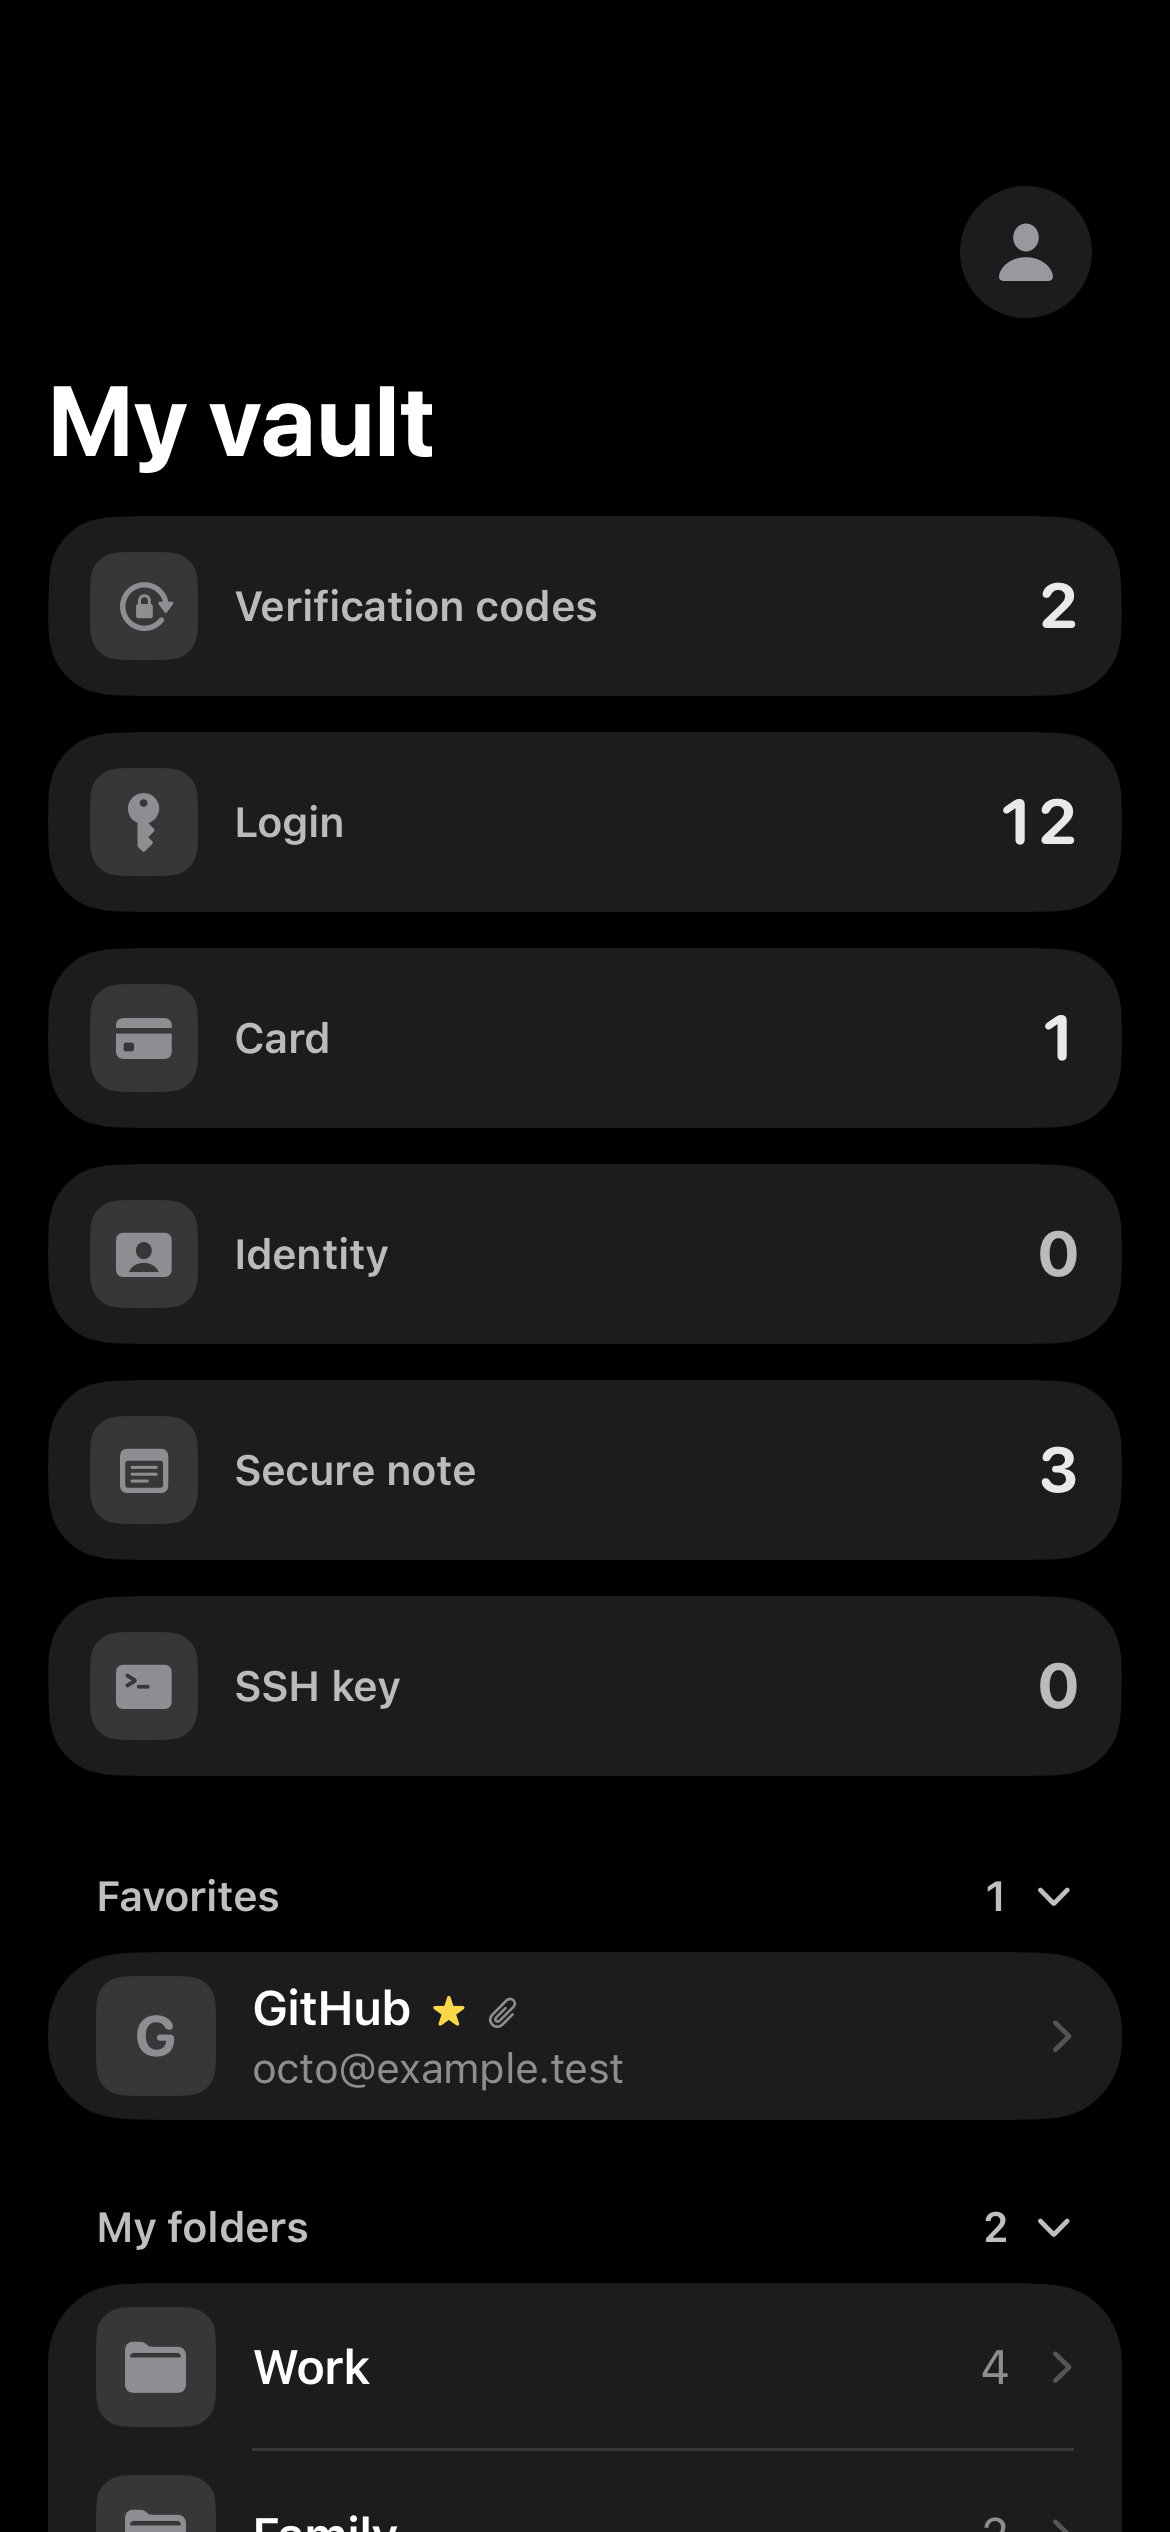 My vault
Verification codes 2
Login 12
Card 1
Identity 0
Secure note 3
SSH key 0
Favorites 1
G GitHub
octo@example.test
My folders 2
Work 4
Family